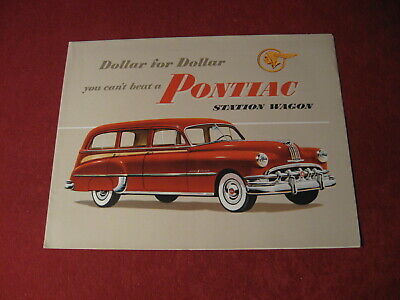 Dollar for Dollar
you can't beat a PONTIAC
STATION WAGON